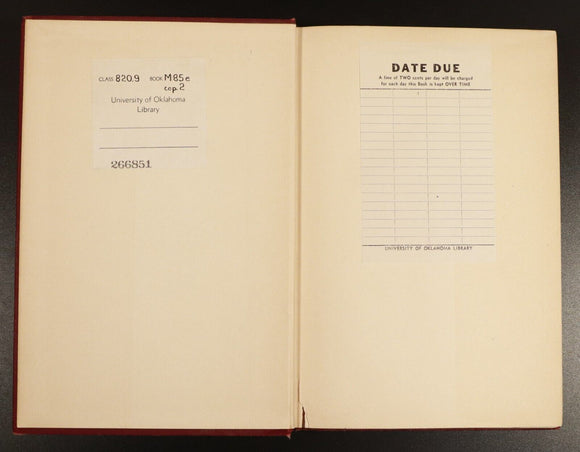 CLASS 820.9 BOOK M85e
cop.2
University of Oklahoma
Library
266851
DATE DUE
A fine of TWO cents per day will be charged
for each day this Book is kept OVER TIME
UNIVERSITY OF OKLAHOMA LIBRARY